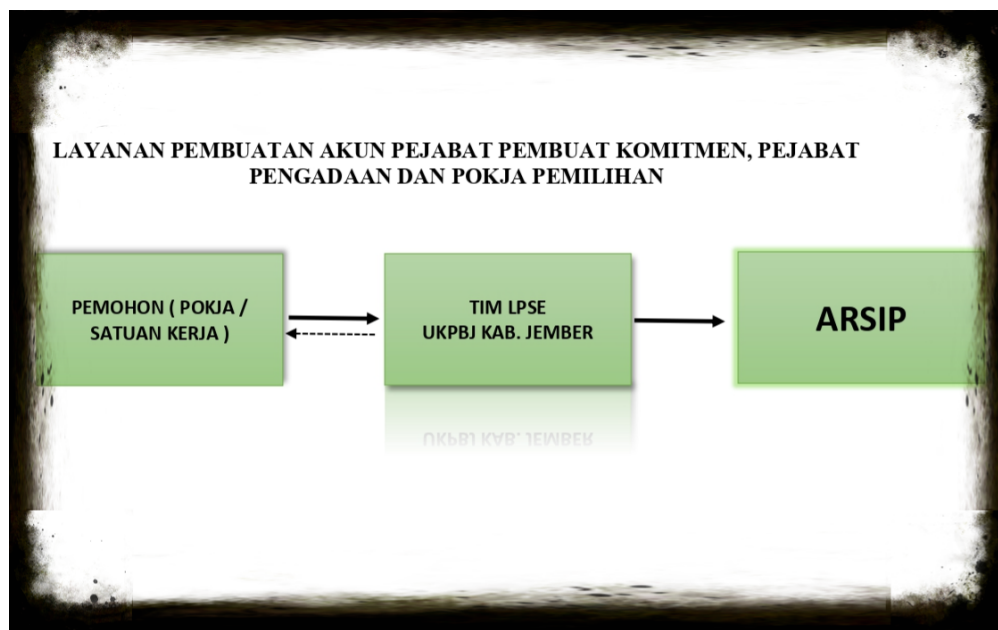 LAYANAN PEMBUATAN AKUN PEJABAT PEMBUAT KOMITMEN, PEJABAT
PENGADAAN DAN POKJA PEMILIHAN
PEMOHON ( POKJA /
SATUAN KERJA )
TIM LPSE
UKPBJ KAB. JEMBER
ARSIP